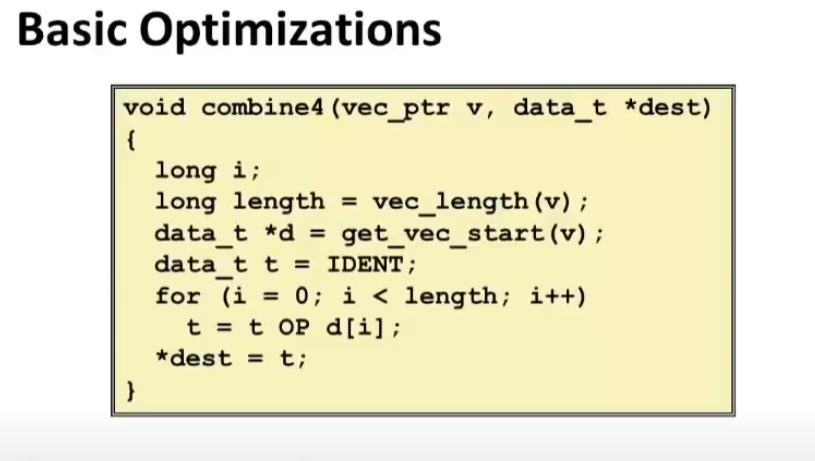 Basic Optimizations
void combine4(vec_ptr v, data_t *dest)
{
  long i;
  long length = vec_length(v);
  data_t *d = get_vec_start(v);
  data_t t = IDENT;
  for (i = 0; i < length; i++)
    t = t OP d[i];
  *dest = t;
}